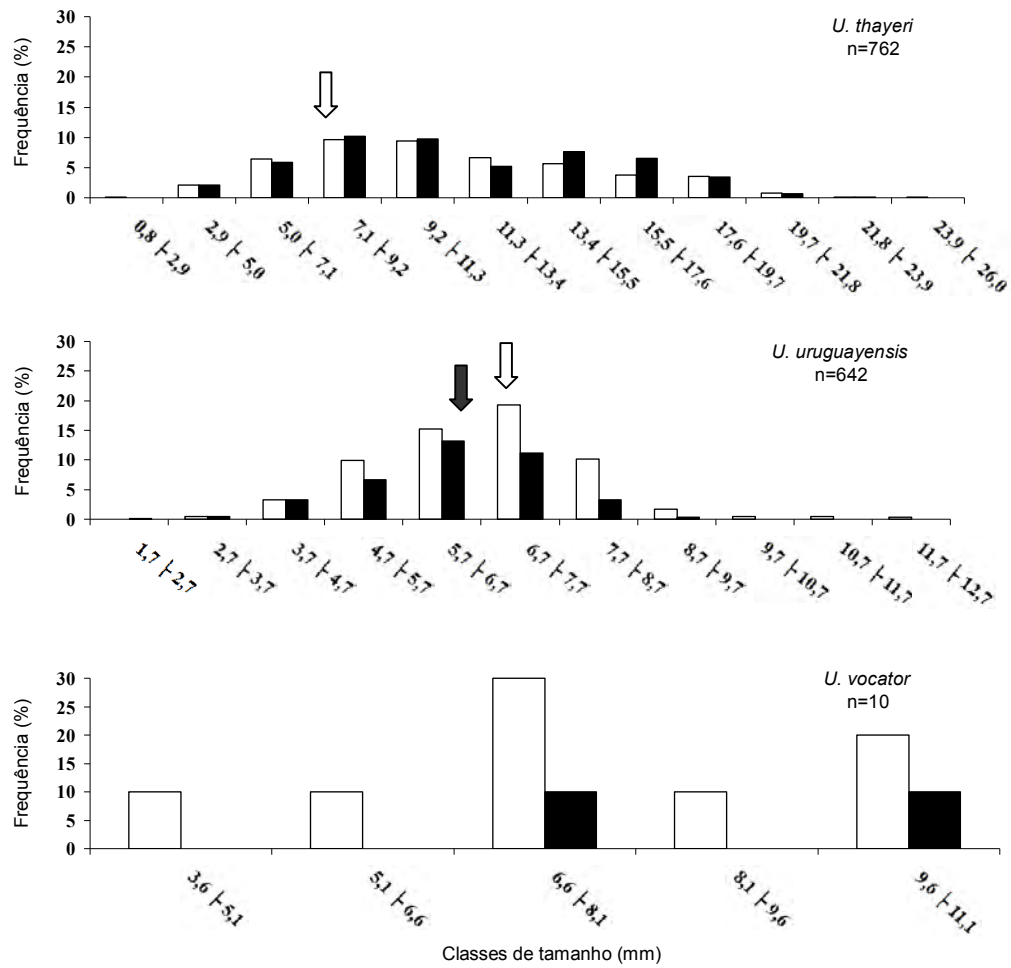 U. thayeri
n=762
Frequência (%)
30
25
20
15
10
5
0
0,8 ⊦ 2,9
2,9 ⊦ 5,0
5,0 ⊦ 7,1
7,1 ⊦ 9,2
9,2 ⊦ 11,3
11,3 ⊦ 13,4
13,4 ⊦ 15,5
15,5 ⊦ 17,6
17,6 ⊦ 19,7
19,7 ⊦ 21,8
21,8 ⊦ 23,9
23,9 ⊦ 26,0
U. uruguayensis
n=642
Frequência (%)
30
25
20
15
10
5
0
1,7 ⊦ 2,7
2,7 ⊦ 3,7
3,7 ⊦ 4,7
4,7 ⊦ 5,7
5,7 ⊦ 6,7
6,7 ⊦ 7,7
7,7 ⊦ 8,7
8,7 ⊦ 9,7
9,7 ⊦ 10,7
10,7 ⊦ 11,7
11,7 ⊦ 12,7
U. vocator
n=10
Frequência (%)
30
25
20
15
10
5
0
3,6 ⊦ 5,1
5,1 ⊦ 6,6
6,6 ⊦ 8,1
8,1 ⊦ 9,6
9,6 ⊦ 11,1
Classes de tamanho (mm)